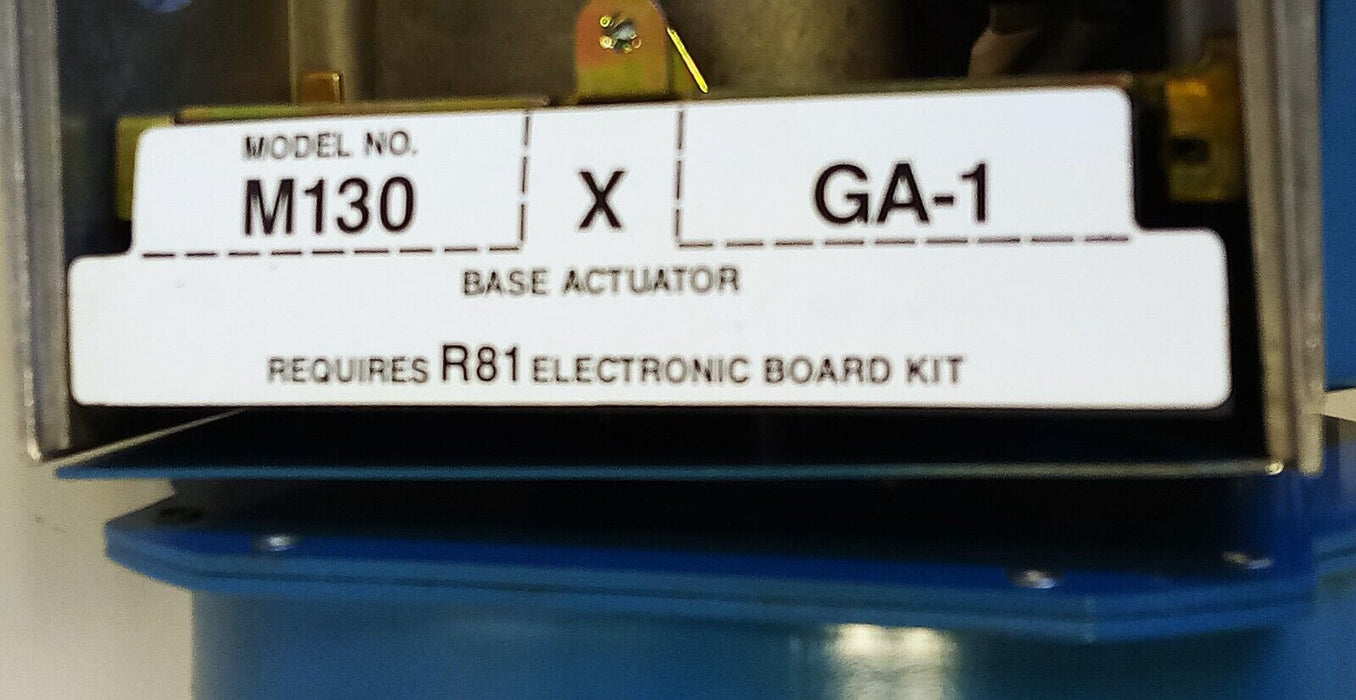 MODEL NO.
M130 X GA-1
BASE ACTUATOR
REQUIRES R81 ELECTRONIC BOARD KIT